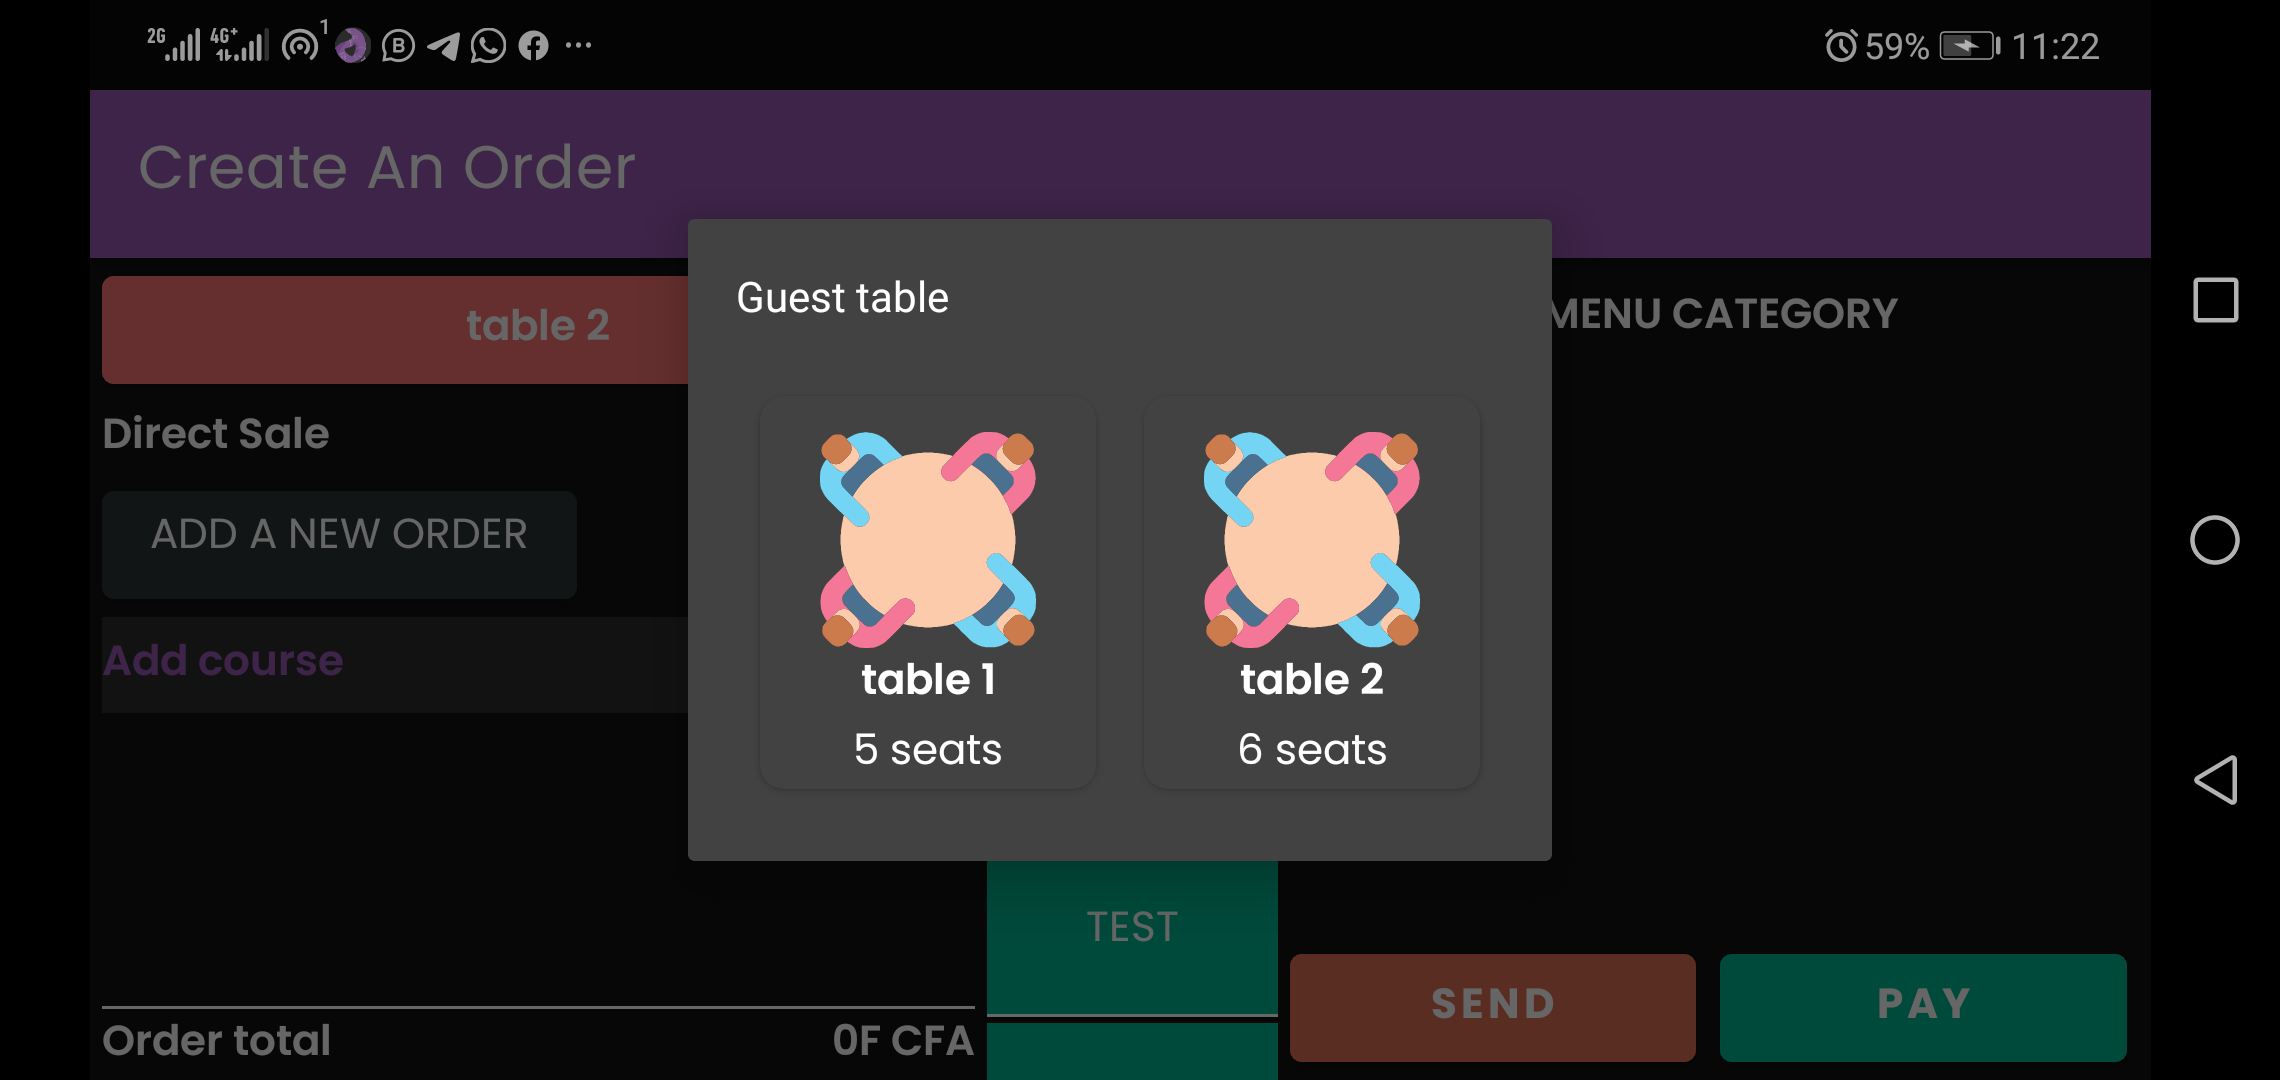 2G 4G+ 1 B ... 59% 11:22
Create An Order
Guest table
table 2
MENU CATEGORY
Direct Sale
ADD A NEW ORDER
Add course
table 1
5 seats
table 2
6 seats
TEST
SEND
PAY
Order total
0F CFA